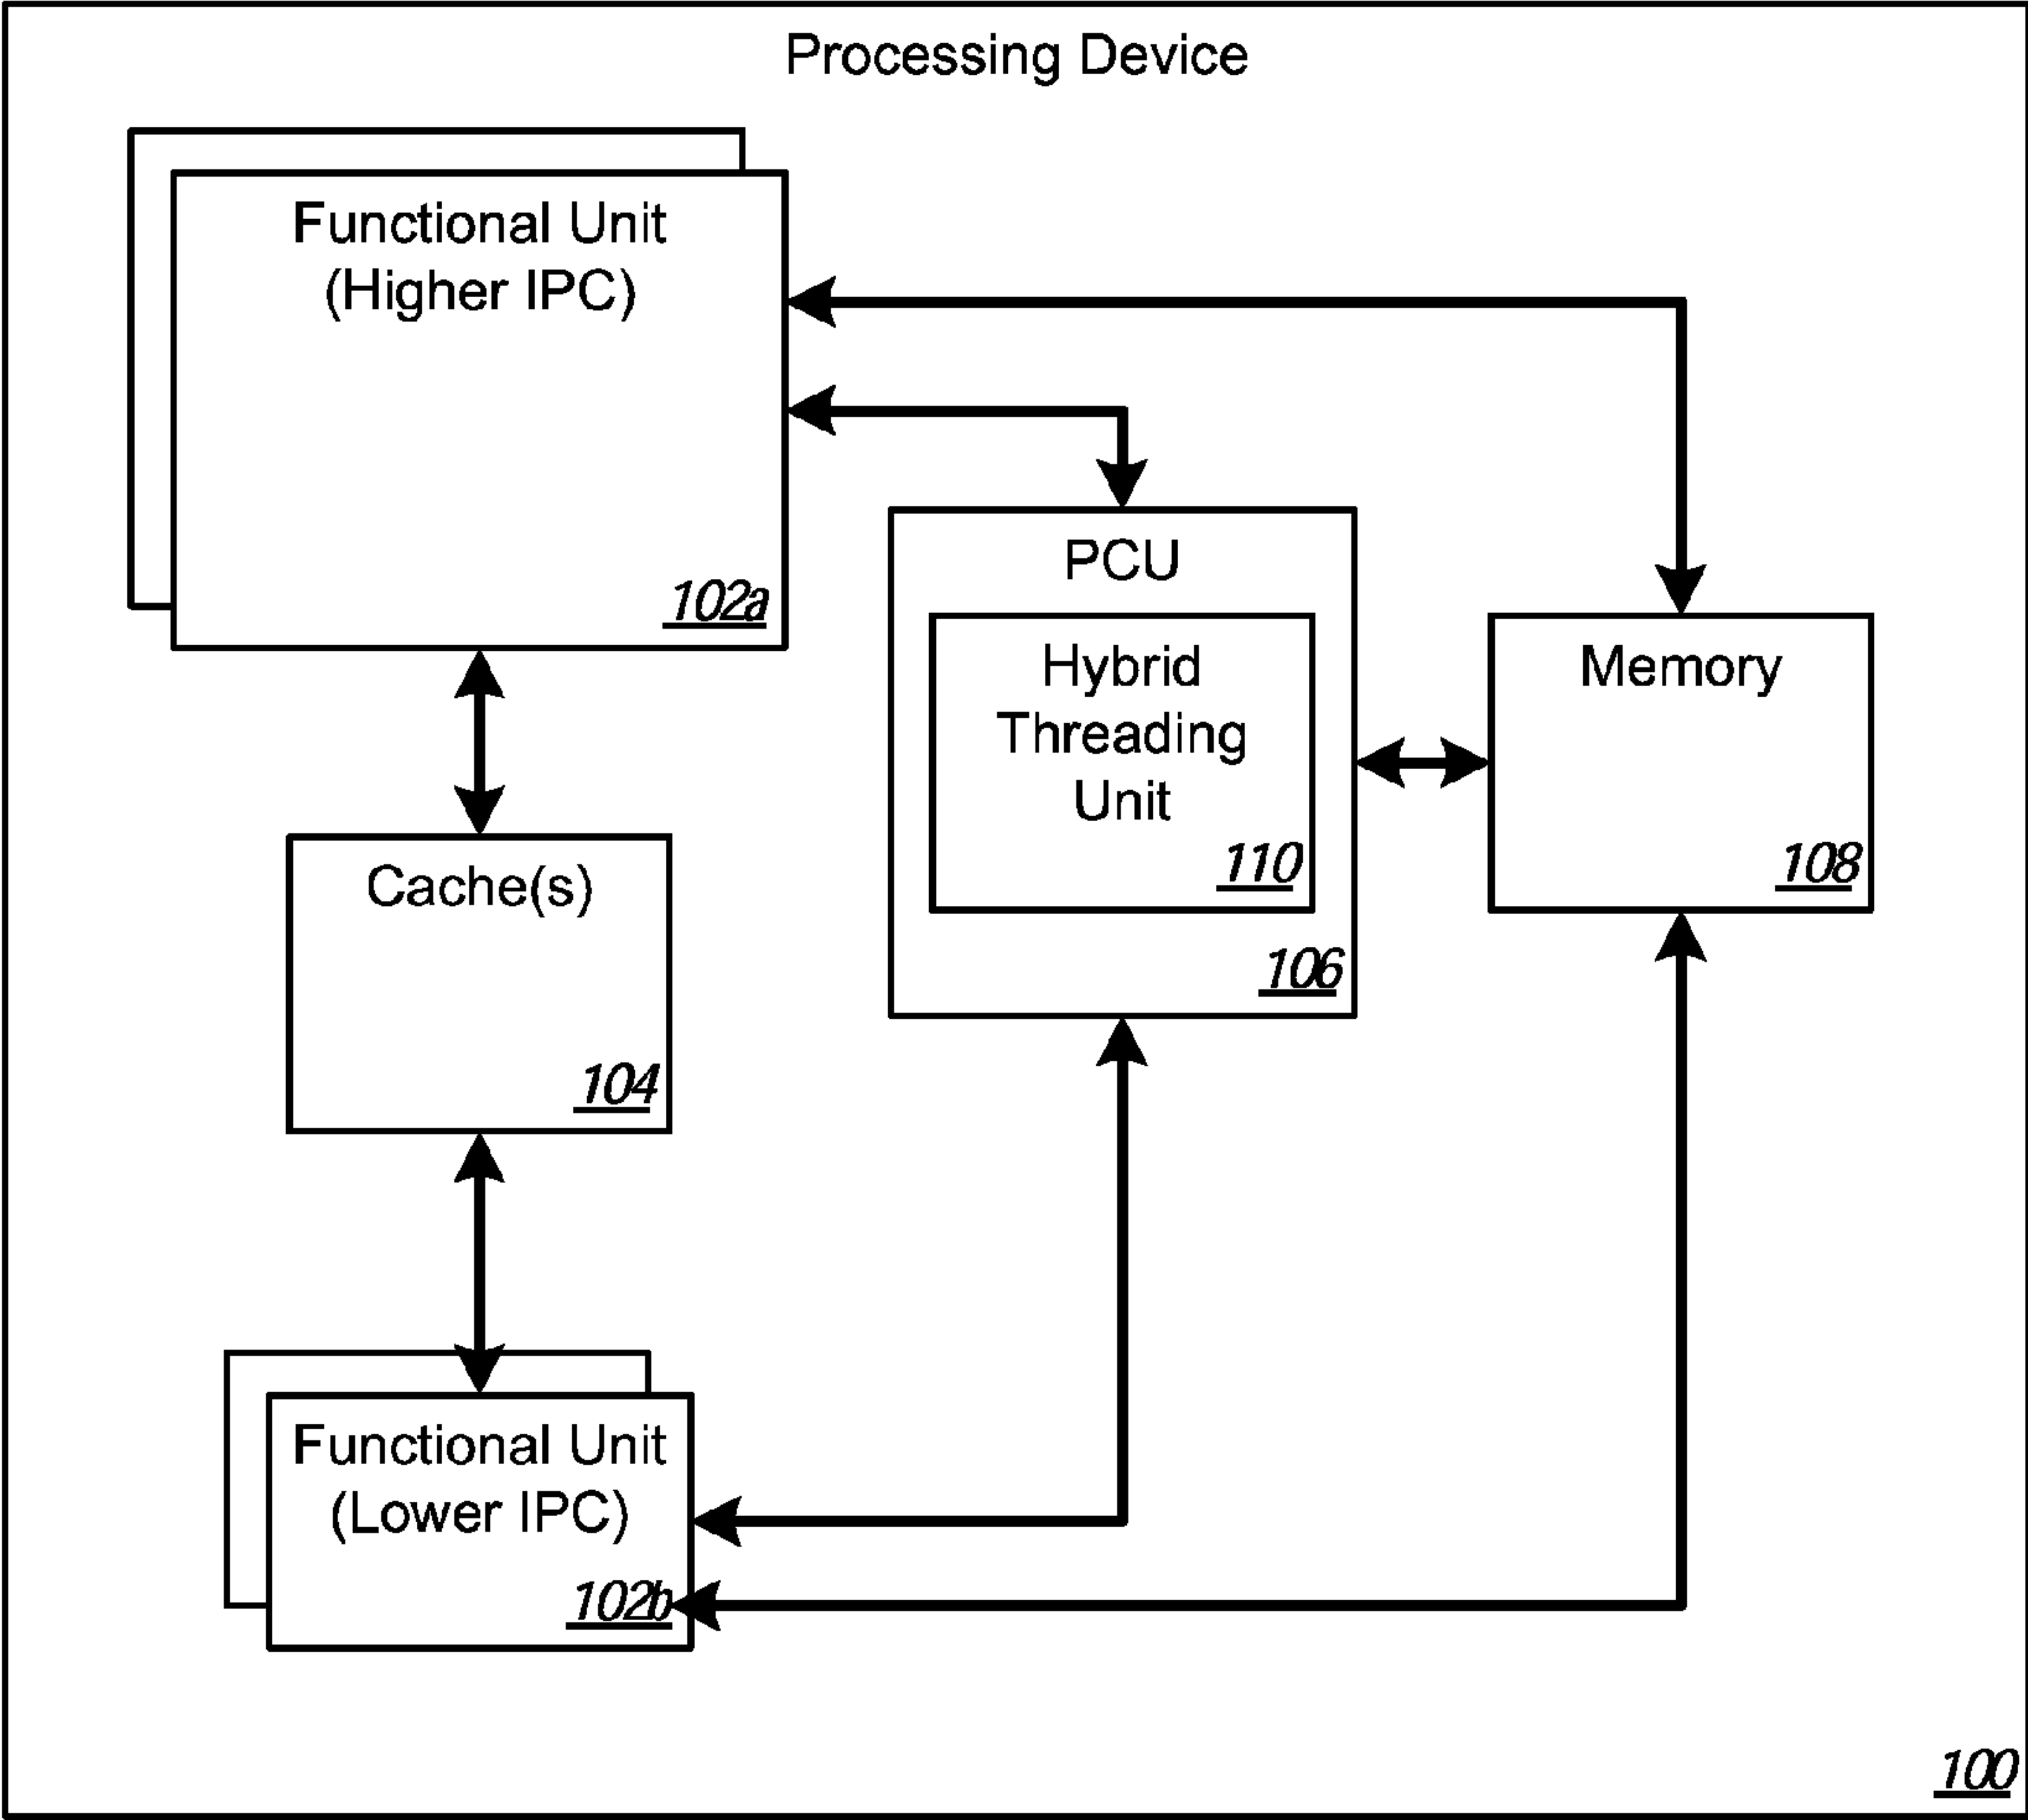 Processing Device
Functional Unit
(Higher IPC)
102a
PCU
Hybrid
Threading
Unit
110
106
Memory
108
Cache(s)
104
Functional Unit
(Lower IPC)
102b
100